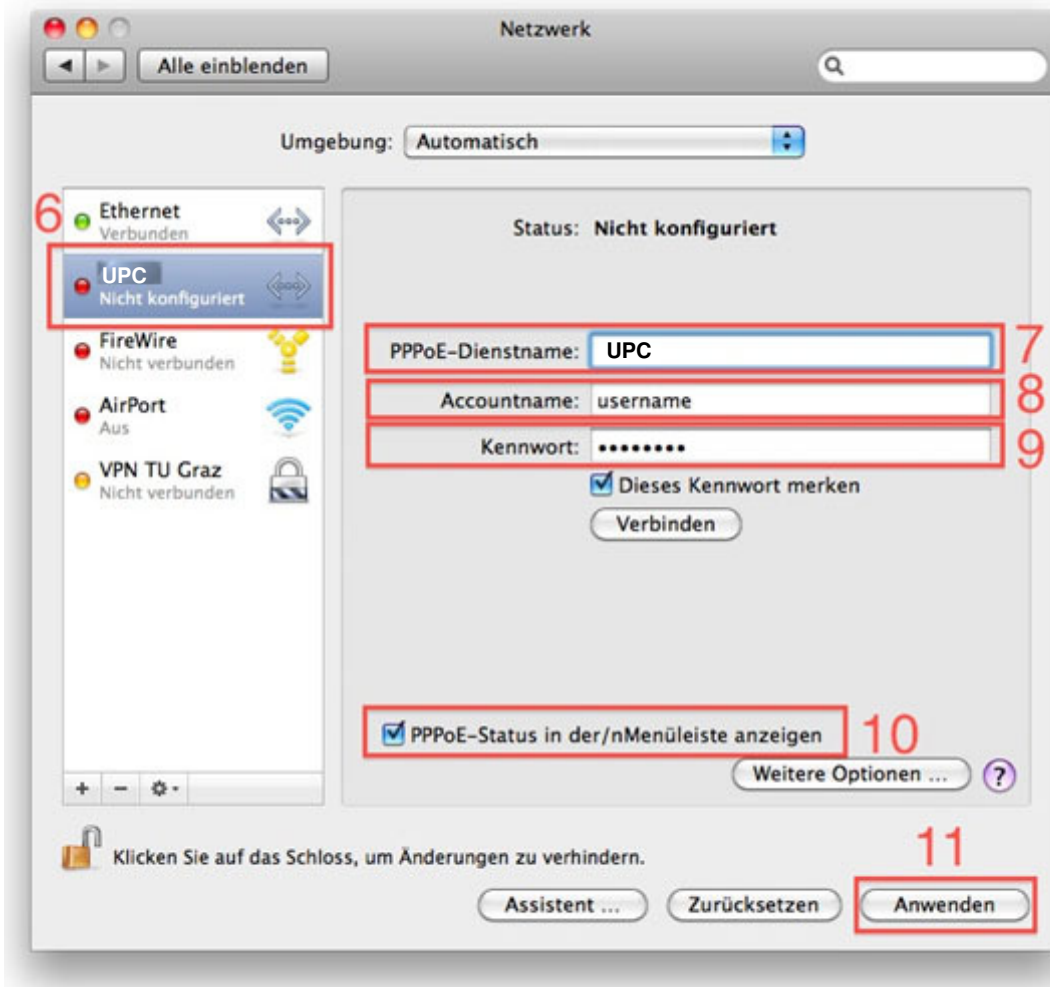 Netzwerk
Alle einblenden
Umgebung: Automatisch
6
Ethernet
Verbunden
UPC
Nicht konfiguriert
FireWire
Nicht verbunden
AirPort
Aus
VPN TU Graz
Nicht verbunden
Status: Nicht konfiguriert
PPPoE-Dienstname: UPC 7
Accountname: username 8
Kennwort: •••••••• 9
Dieses Kennwort merken
Verbinden
PPPoE-Status in der/nMenüleiste anzeigen 10
Weitere Optionen ... ?
Klicken Sie auf das Schloss, um Änderungen zu verhindern.
11
Assistent ... Zurücksetzen Anwenden